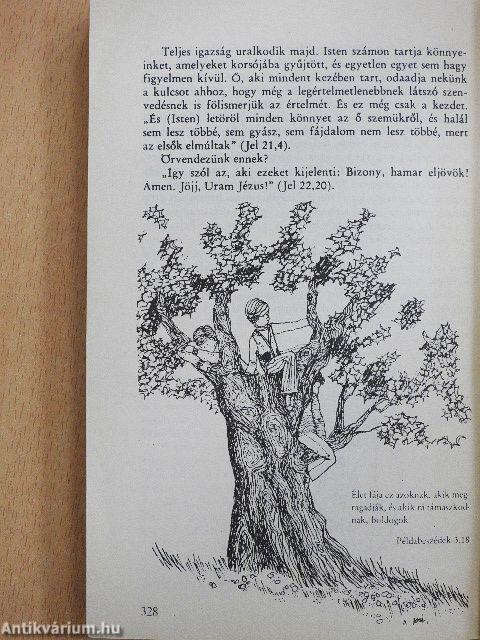 Teljes igazság uralkodik majd. Isten számon tartja könnye-
inket, amelyeket korsójába gyűjtött, és egyetlen egyet sem hagy
figyelmen kívül. Ő, aki mindent kezében tart, odaadja nekünk
a kulcsot ahhoz, hogy még a legértelmetlenebbnek látszó szen-
vedésnek is fölismerjük az értelmét. És ez még csak a kezdet.
„És (Isten) letöröl minden könnyet az ő szemükről, és halál
sem lesz többé, sem gyász, sem fájdalom nem lesz többé, mert
az elsők elmúltak” (Jel 21,4).
Örvendezünk ennek?
„Így szól az, aki ezeket kijelenti: Bizony, hamar eljövök!
Ámen. Jöjj, Uram Jézus!” (Jel 22,20).
Élet fája ez azoknak, akik meg
ragadják, és akik rá támaszkod-
nak, boldogok
Példabeszédek 3,18
328
Antikvárium.hu